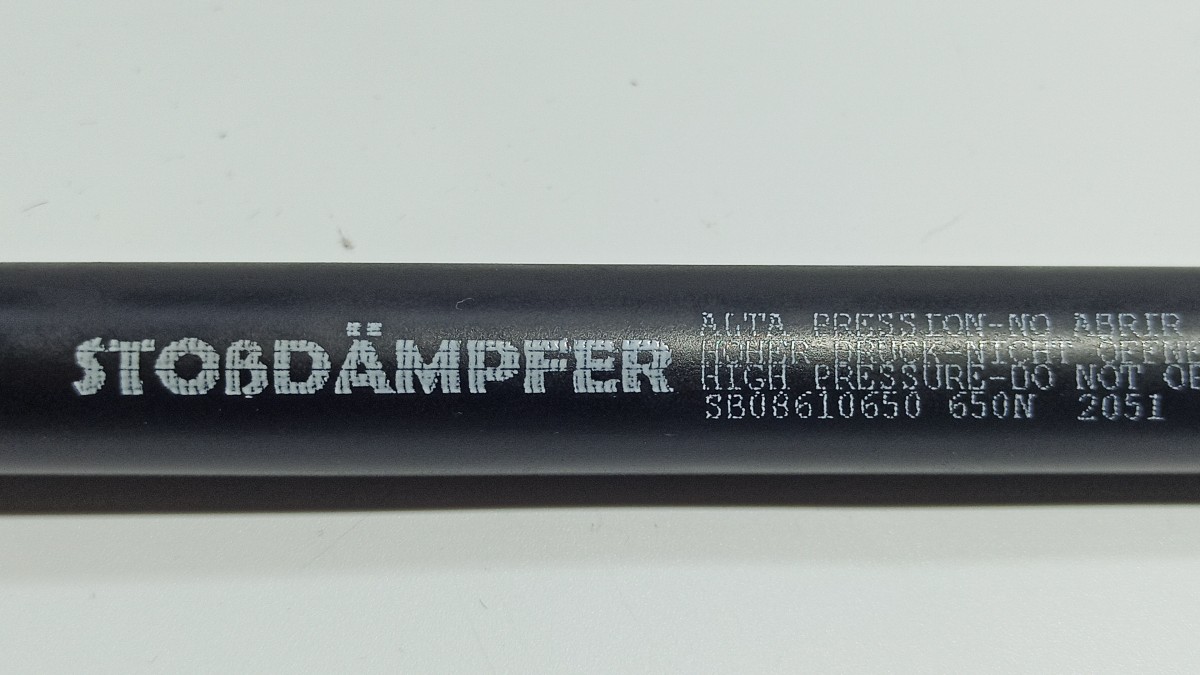 STOßDÄMPFER
ALTA PRESSION-NO ABRIR
HOHER DRUCK-NICHT
HIGH PRESSURE-DO NOT
SB08610650 650N 2051